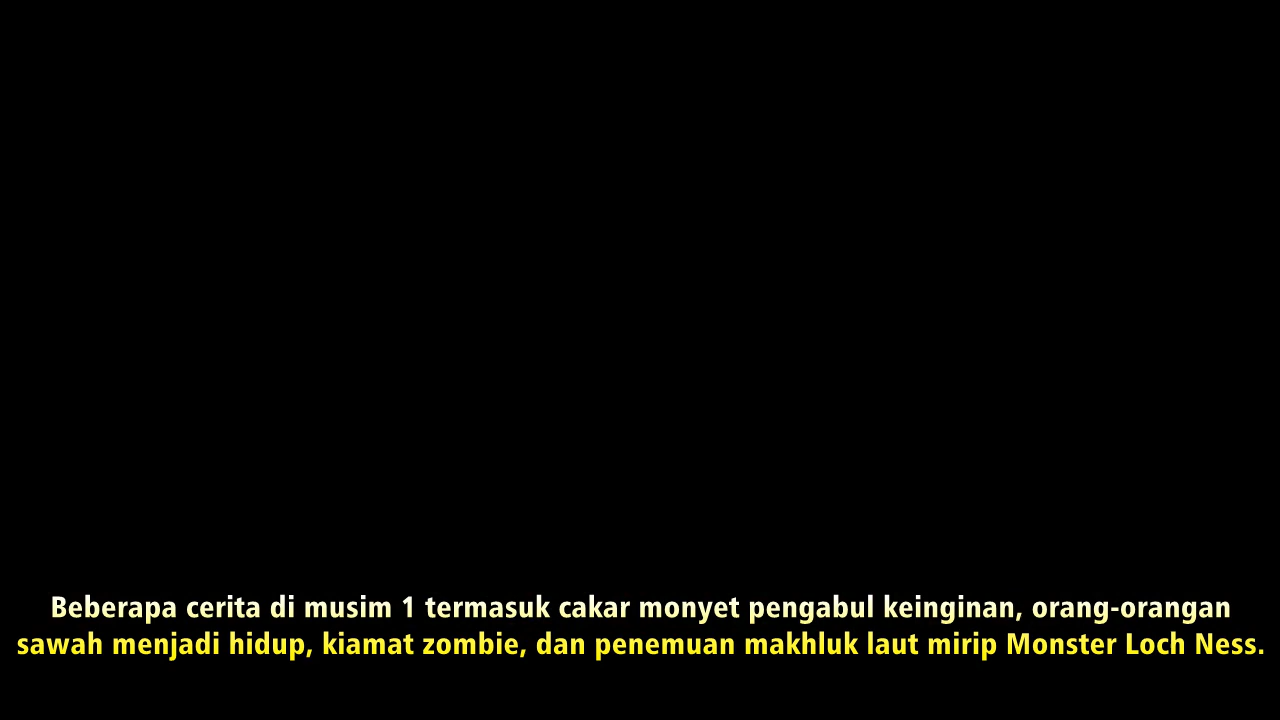 Beberapa cerita di musim 1 termasuk cakar monyet pengabul keinginan, orang-orangan
sawah menjadi hidup, kiamat zombie, dan penemuan makhluk laut mirip Monster Loch Ness.